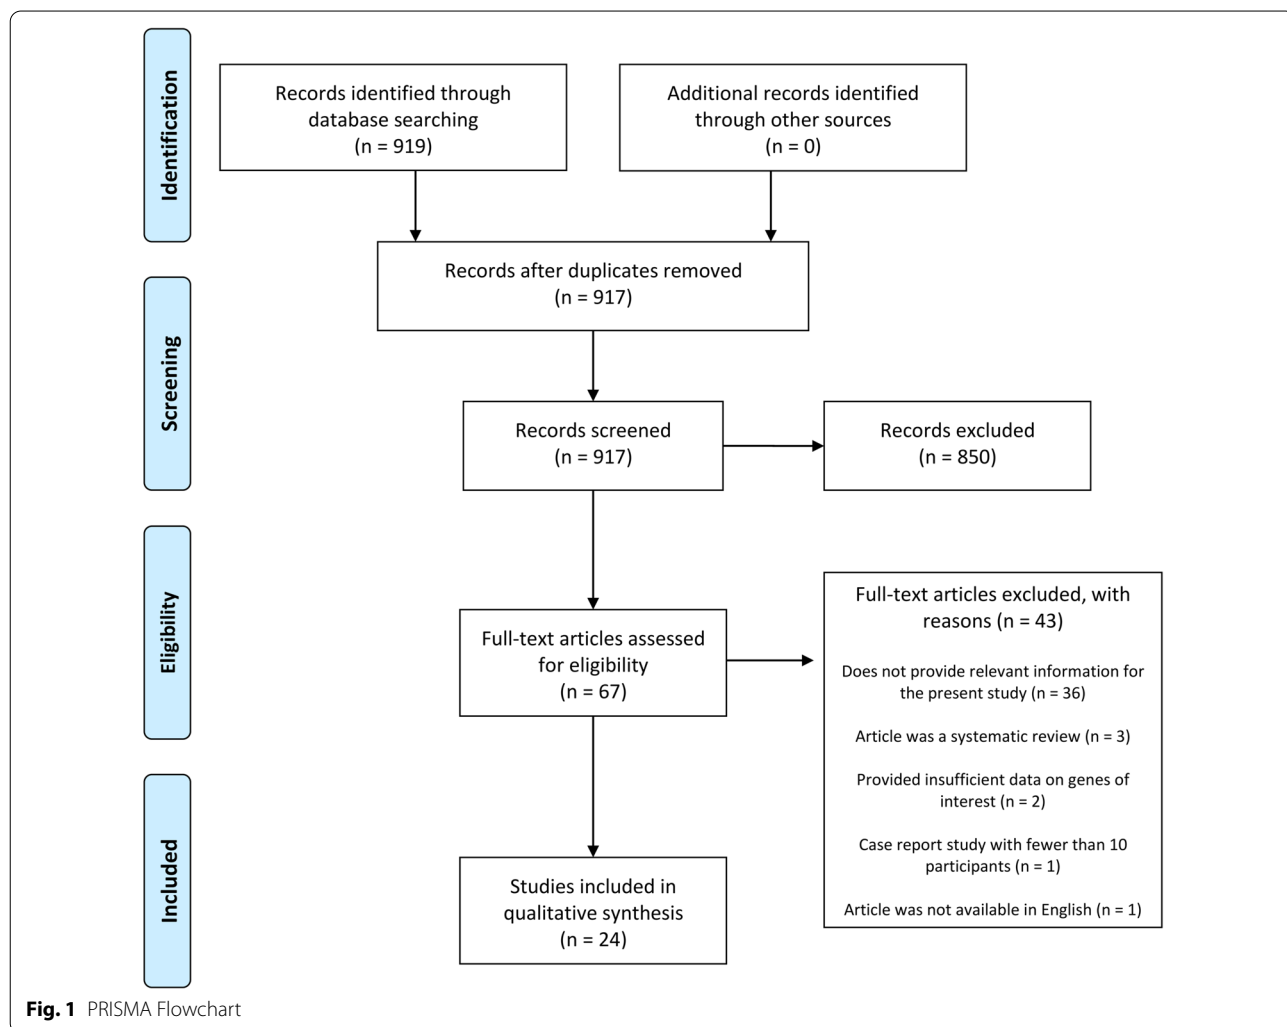 Identification
Records identified through
database searching
(n = 919)
Additional records identified
through other sources
(n = 0)
Records after duplicates removed
(n = 917)
Screening
Records screened
(n = 917)
Records excluded
(n = 850)
Eligibility
Full-text articles assessed
for eligibility
(n = 67)
Full-text articles excluded, with
reasons (n = 43)
Does not provide relevant information for
the present study (n = 36)
Article was a systematic review (n = 3)
Provided insufficient data on genes of
interest (n = 2)
Case report study with fewer than 10
participants (n = 1)
Article was not available in English (n = 1)
Included
Studies included in
qualitative synthesis
(n = 24)
Fig. 1 PRISMA Flowchart